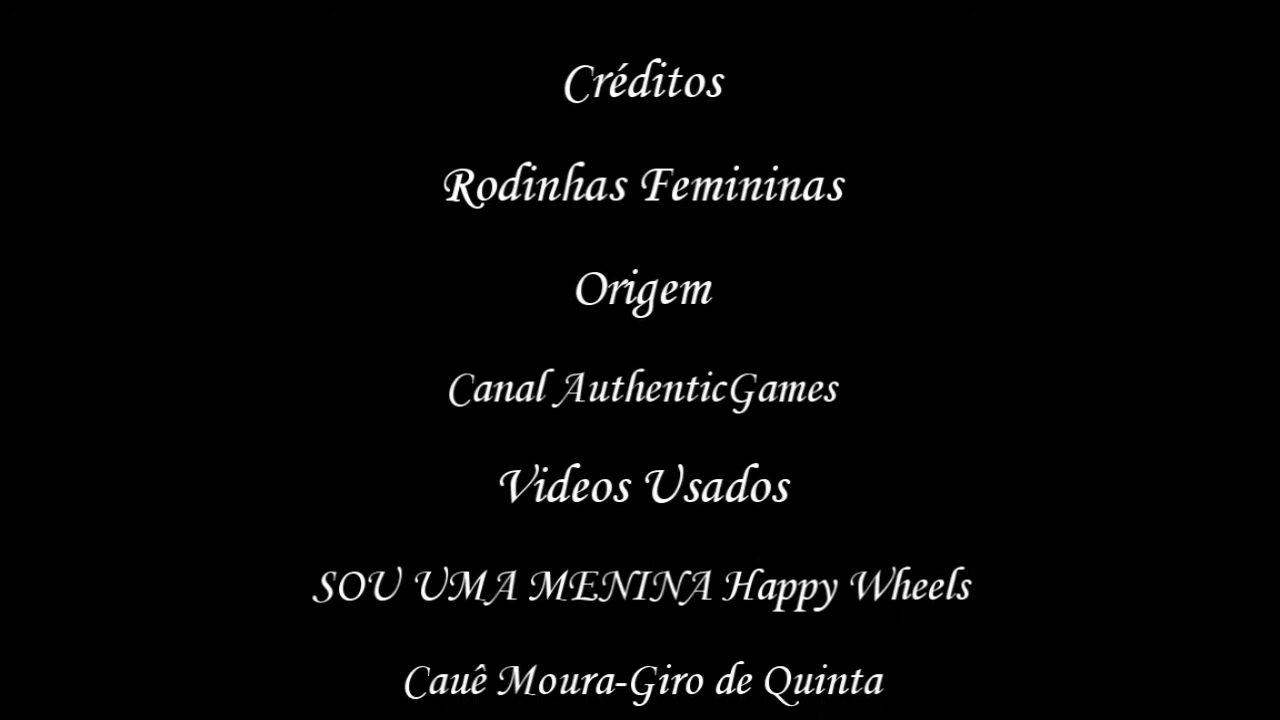 Créditos
Rodinhas Femininas
Origem
Canal AuthenticGames
Videos Usados
SOU UMA MENINA Happy Wheels
Cauê Moura-Giro de Quinta